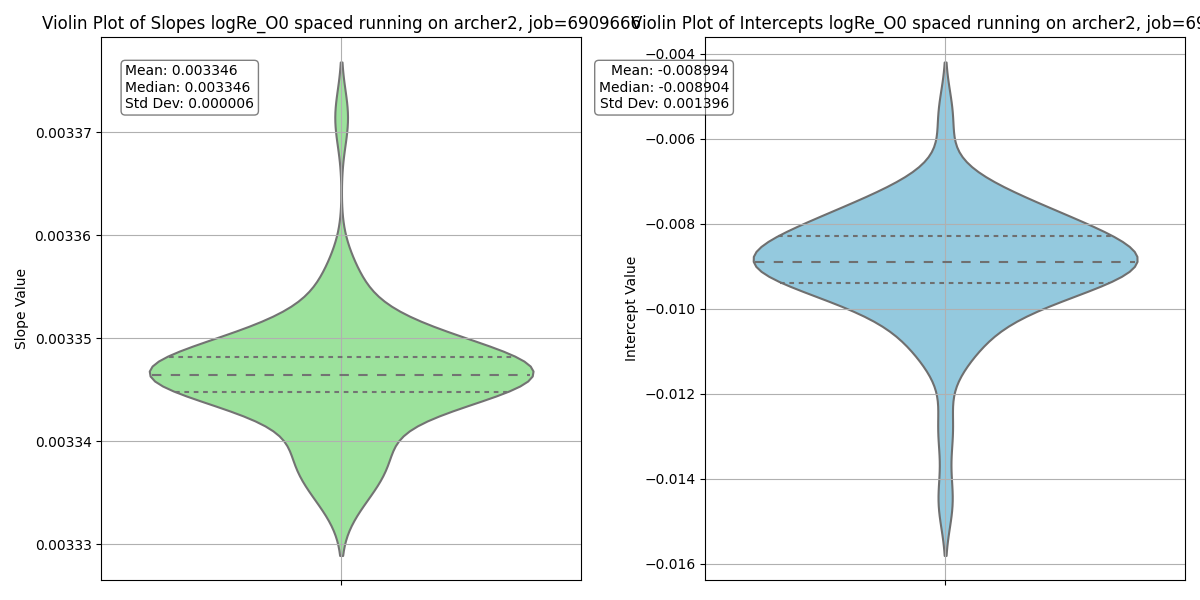 Violin Plot of Slopes logRe_O0 spaced running on archer2, job=6909666
Mean: 0.003346
Median: 0.003346
Std Dev: 0.000006
0.00337
0.00336
0.00335
0.00334
0.00333
Slope Value
Violin Plot of Intercepts logRe_O0 spaced running on archer2, job=69
Mean: -0.008994
Median: -0.008904
Std Dev: 0.001396
−0.004
−0.006
−0.008
−0.010
−0.012
−0.014
−0.016
Intercept Value